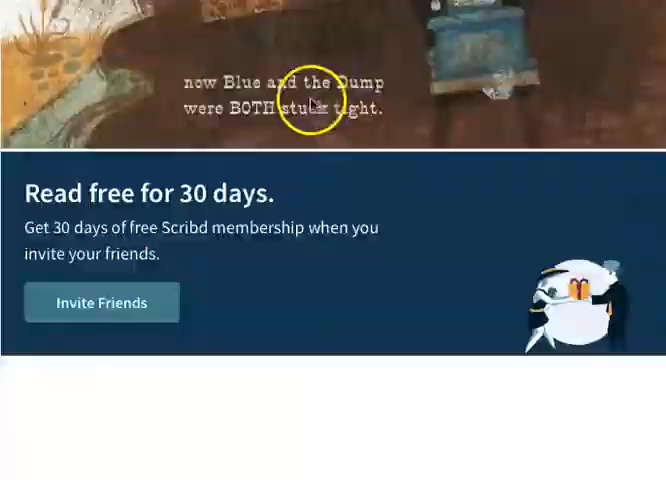 now Blue and the Dump
were BOTH stuck tight.
Read free for 30 days.
Get 30 days of free Scribd membership when you
invite your friends.
Invite Friends